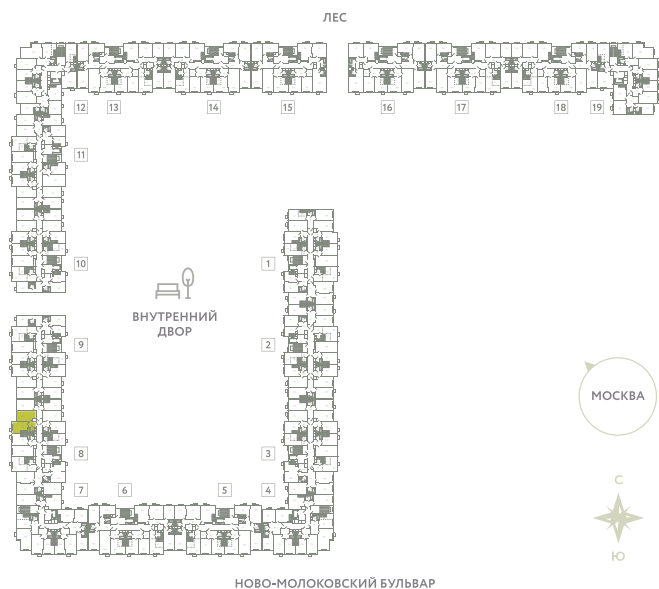 ЛЕС
12 13 14 15 16 17 18 19
11
10 1
ВНУТРЕННИЙ
ДВОР
9 2
МОСКВА
8 3
7 6 5 4
С
Ю
НОВО-МОЛОКОВСКИЙ БУЛЬВАР